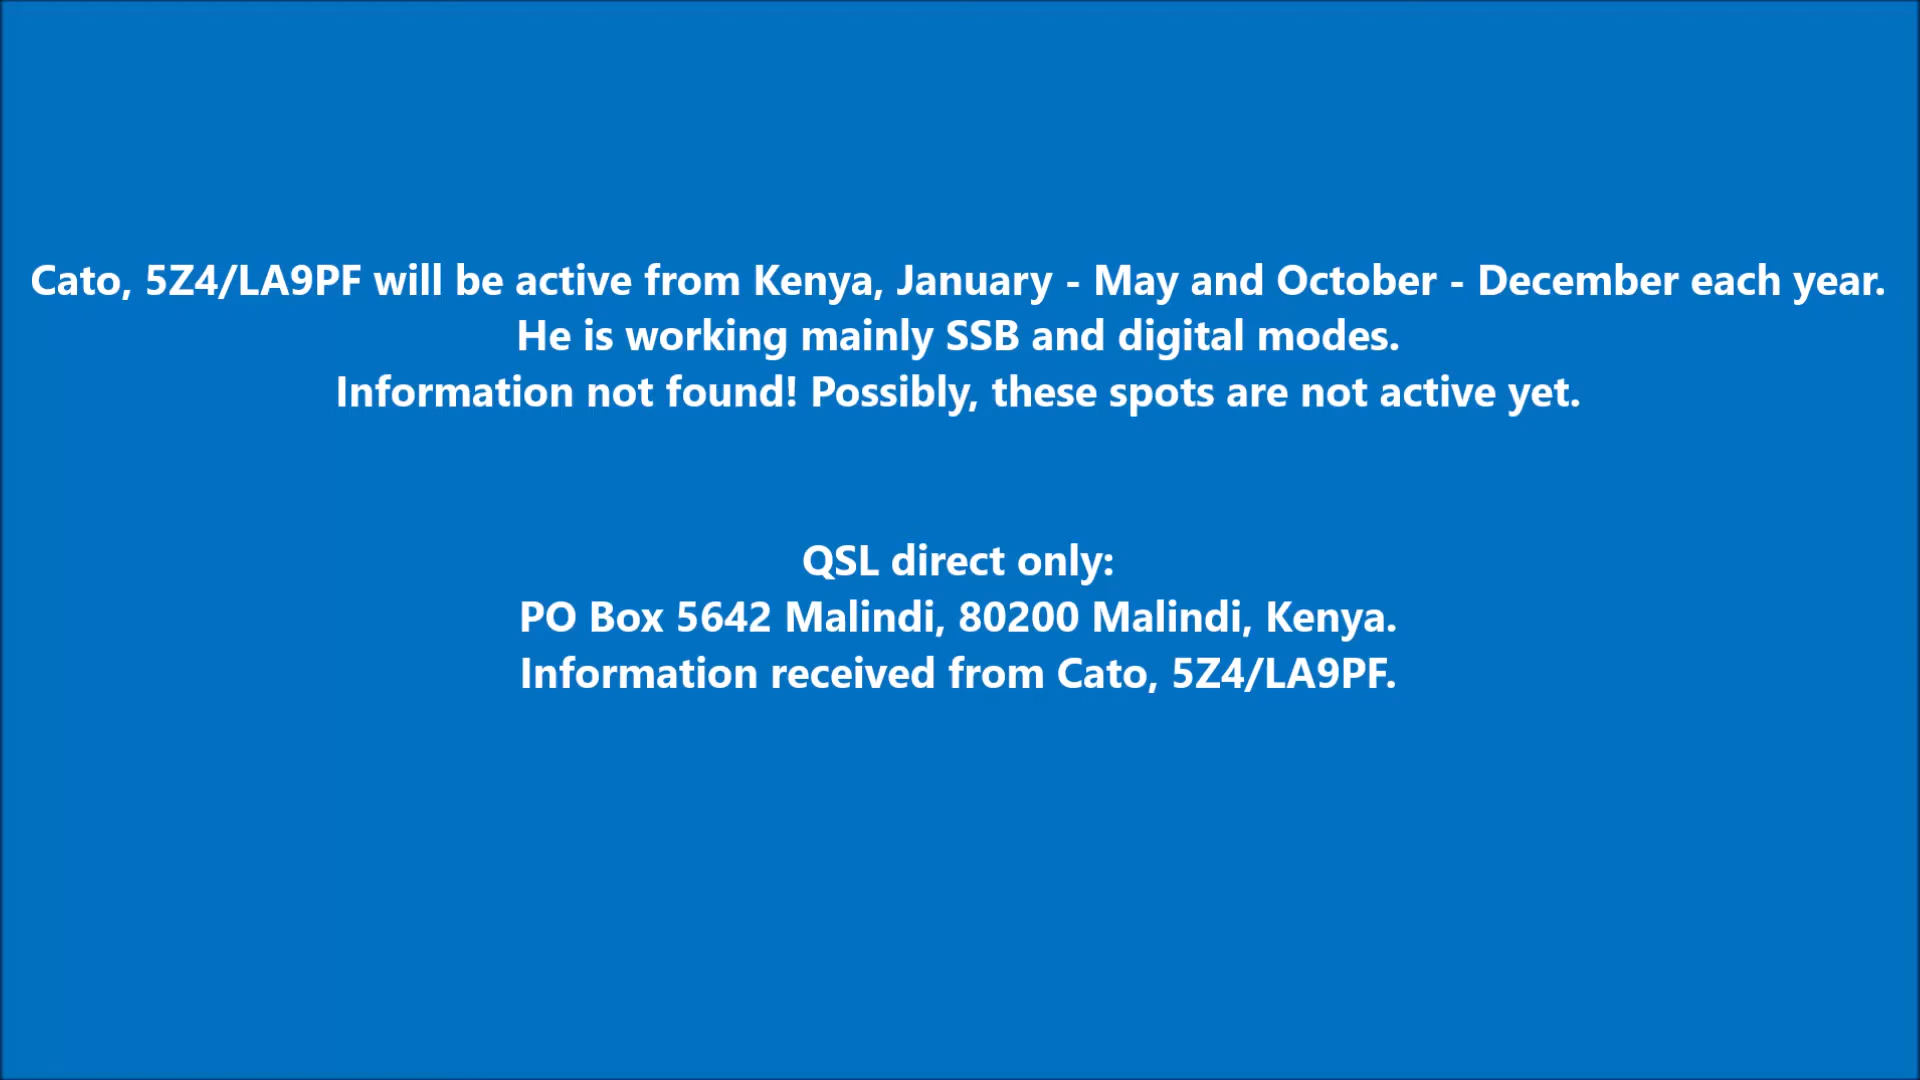 Cato, 5Z4/LA9PF will be active from Kenya, January - May and October - December each year.
He is working mainly SSB and digital modes.
Information not found! Possibly, these spots are not active yet.
QSL direct only:
PO Box 5642 Malindi, 80200 Malindi, Kenya.
Information received from Cato, 5Z4/LA9PF.